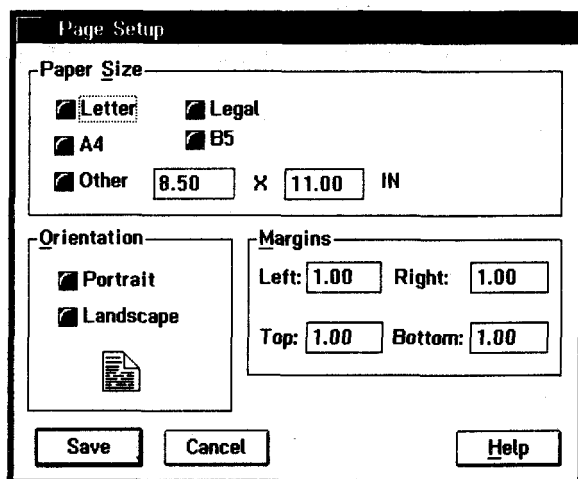 Page Setup
Paper Size
Letter Legal
A4 B5
Other 8.50 X 11.00 IN
Orientation
Portrait
Landscape
Margins
Left: 1.00 Right: 1.00
Top: 1.00 Bottom: 1.00
Save Cancel Help